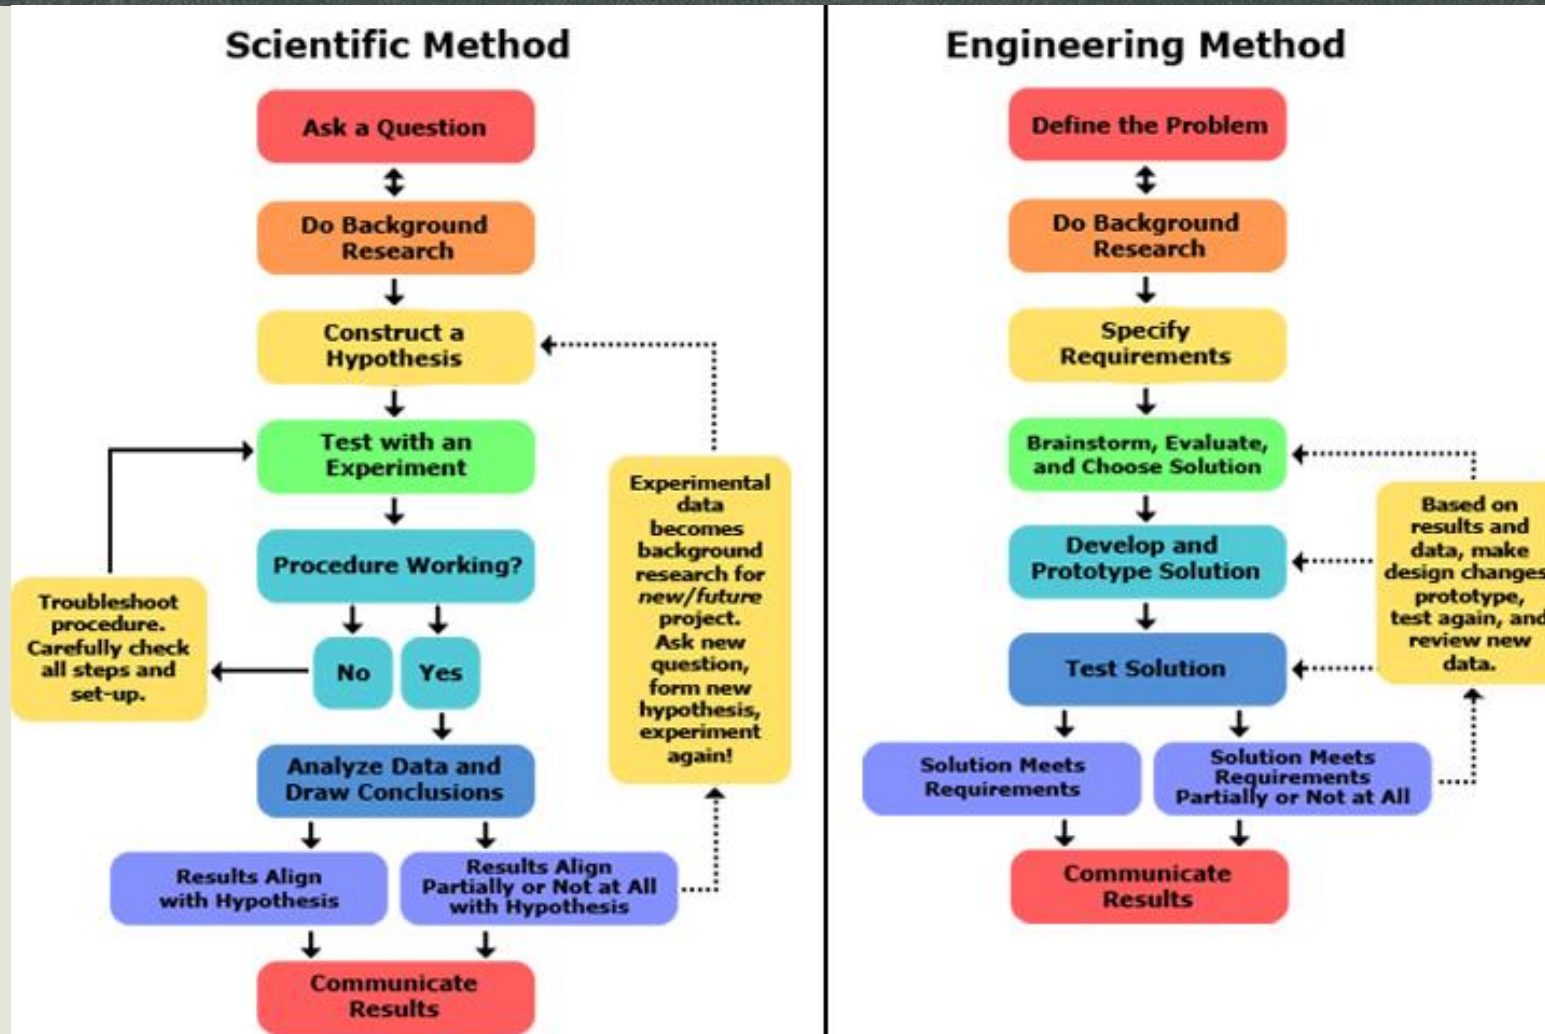 Scientific Method
Ask a Question
Do Background
Research
Construct a
Hypothesis
Test with an
Experiment
Procedure Working?
No
Yes
Troubleshoot
procedure.
Carefully check
all steps and
set-up.
Analyze Data and
Draw Conclusions
Results Align
with Hypothesis
Results Align
Partially or Not at All
with Hypothesis
Communicate
Results
Experimental
data
becomes
background
research for
new/future
project.
Ask new
question,
form new
hypothesis,
experiment
again!
Engineering Method
Define the Problem
Do Background
Research
Specify
Requirements
Brainstorm, Evaluate,
and Choose Solution
Develop and
Prototype Solution
Test Solution
Solution Meets
Requirements
Solution Meets
Requirements
Partially or Not at All
Communicate
Results
Based on
results and
data, make
design changes
prototype,
test again, and
review new
data.